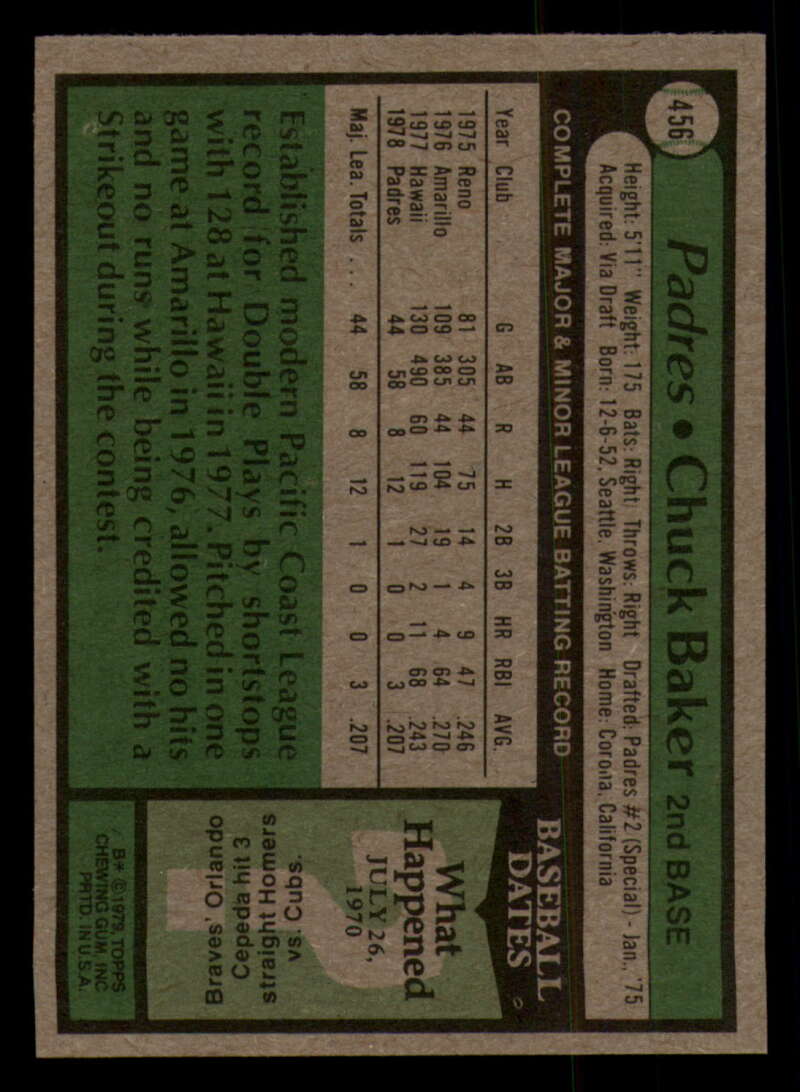 456
Padres • Chuck Baker 2nd BASE
Height: 5'11" Weight: 175 Bats: Right Throws: Right Drafted: Padres #2 (Special) - Jan., '75
Acquired: Via Draft Born: 12-6-52, Seattle, Washington Home: Corona, California
COMPLETE MAJOR & MINOR LEAGUE BATTING RECORD
Year Club G AB R H 2B 3B HR RBI AVG.
1975 Reno 81 305 44 75 14 4 9 47 .246
1976 Amarillo 109 385 44 104 19 1 4 64 .270
1977 Hawaii 130 490 60 119 27 2 11 68 .243
1978 Padres 44 58 8 12 1 0 0 3 .207
Maj. Lea. Totals ... 44 58 8 12 1 0 0 3 .207
Established modern Pacific Coast League
record for Double Plays by shortstops
with 128 at Hawaii in 1977. Pitched in one
game at Amarillo in 1976, allowed no hits
and no runs while being credited with a
Strikeout during the contest.
BASEBALL
DATES
What
Happened
JULY 26,
1970
Braves' Orlando
Cepeda hit 3
straight Homers
vs. Cubs.
B* © 1979, TOPPS
CHEWING GUM, INC
PRTD. IN U.S.A.